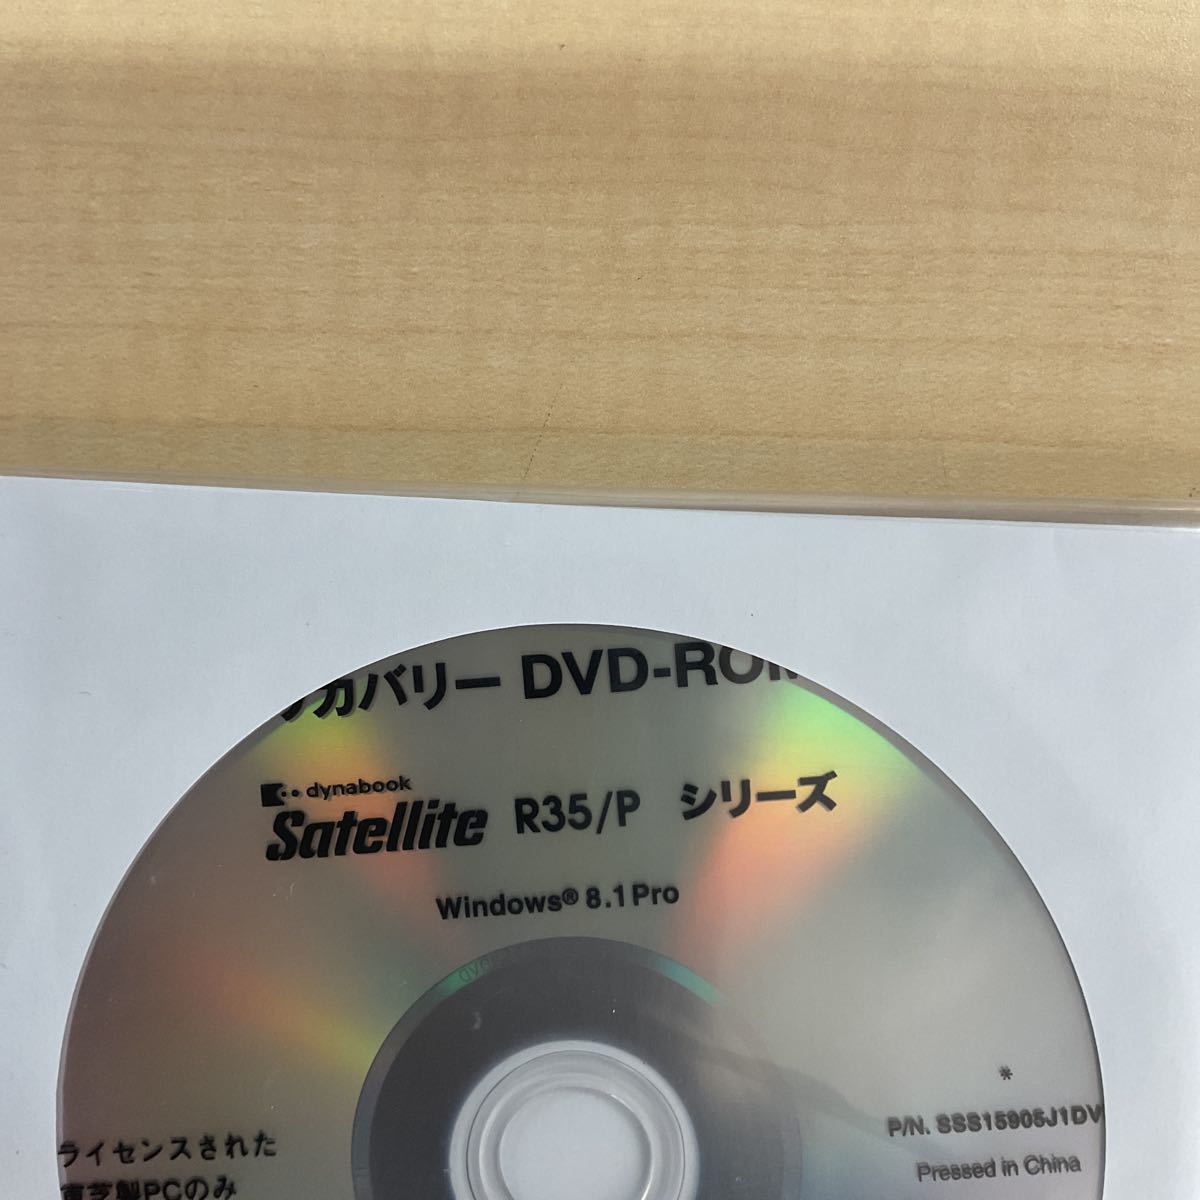 リカバリー DVD-ROM
dynabook
Satellite R35/P シリーズ
Windows® 8.1 Pro
*
P/N. SSS15905J1DV
Pressed in China
ライセンスされた
東芝製PCのみ